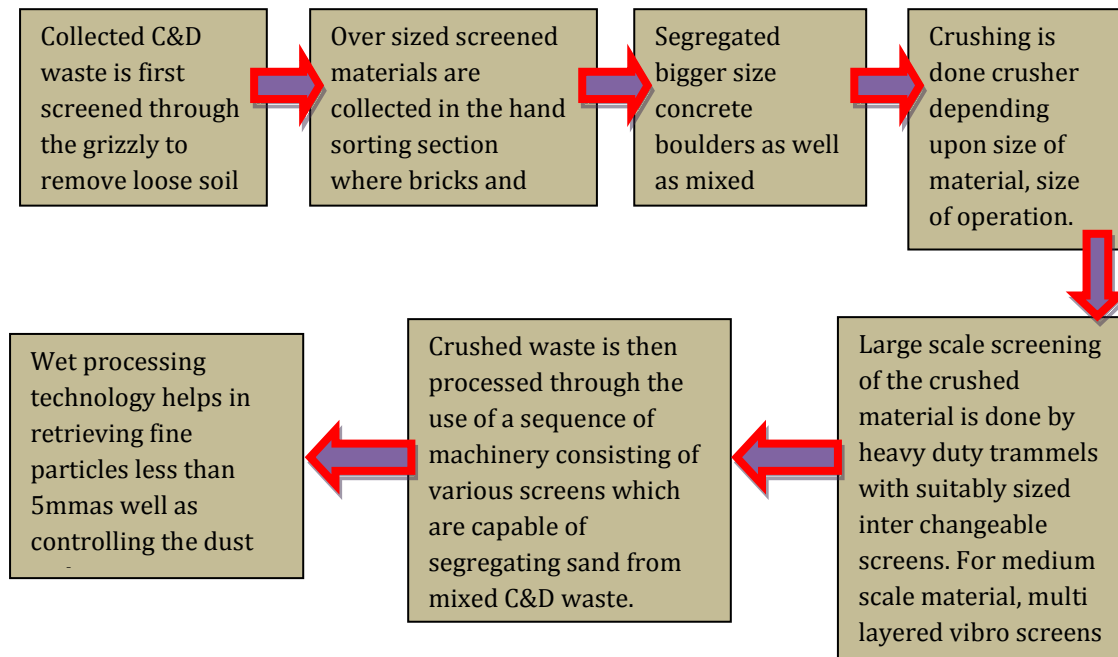 Collected C&D
waste is first
screened through
the grizzly to
remove loose soil
Over sized screened
materials are
collected in the hand
sorting section
where bricks and
Segregated
bigger size
concrete
boulders as well
as mixed
Crushing is
done crusher
depending
upon size of
material, size
of operation.
Large scale screening
of the crushed
material is done by
heavy duty trammels
with suitably sized
inter changeable
screens. For medium
scale material, multi
layered vibro screens
Crushed waste is then
processed through the
use of a sequence of
machinery consisting of
various screens which
are capable of
segregating sand from
mixed C&D waste.
Wet processing
technology helps in
retrieving fine
particles less than
5mmas well as
controlling the dust